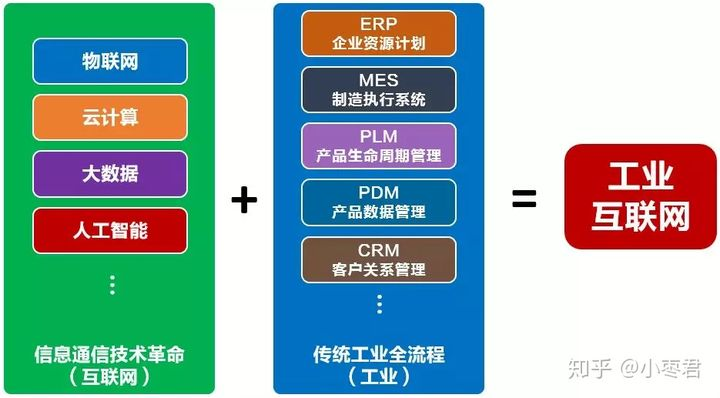 物联网
云计算
大数据
人工智能
...
信息通信技术革命
（互联网）
+
ERP
企业资源计划
MES
制造执行系统
PLM
产品生命周期管理
PDM
产品数据管理
CRM
客户关系管理
...
传统工业全流程
（工业）
=
工业
互联网
知乎 @小枣君